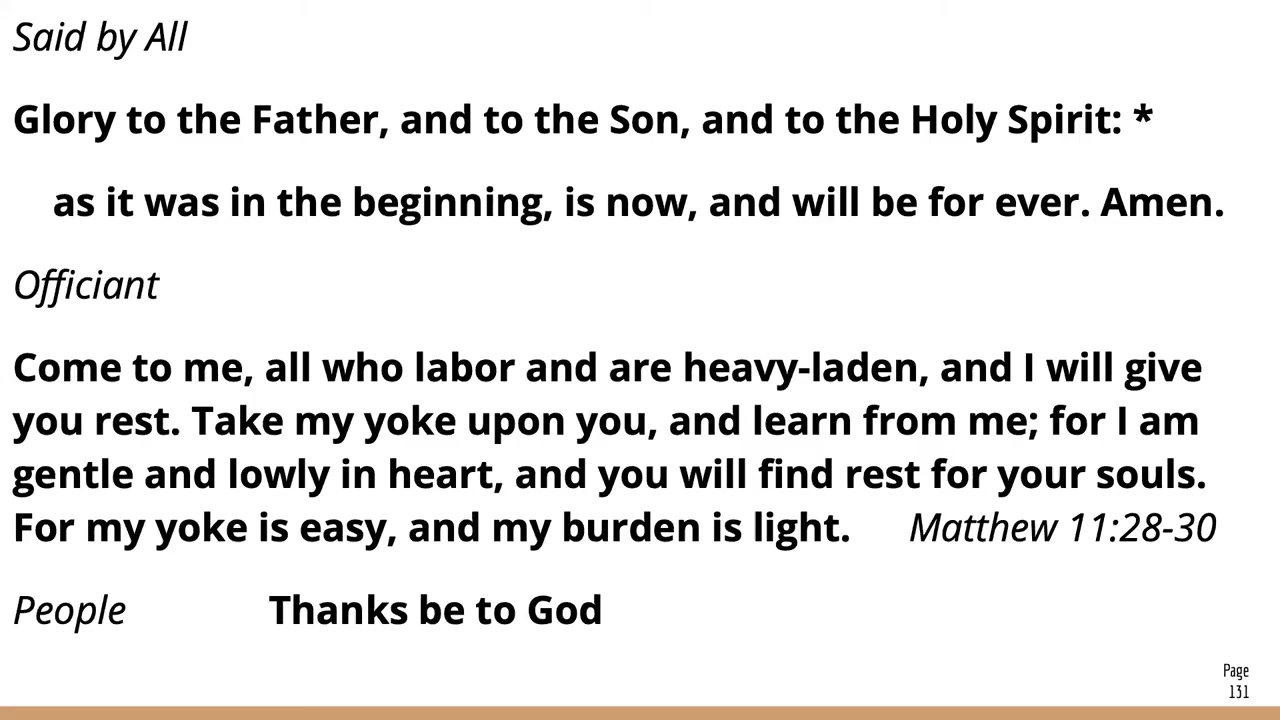 Said by All
Glory to the Father, and to the Son, and to the Holy Spirit: *
as it was in the beginning, is now, and will be for ever. Amen.
Officiant
Come to me, all who labor and are heavy-laden, and I will give
you rest. Take my yoke upon you, and learn from me; for I am
gentle and lowly in heart, and you will find rest for your souls.
For my yoke is easy, and my burden is light. Matthew 11:28-30
People Thanks be to God
Page
131